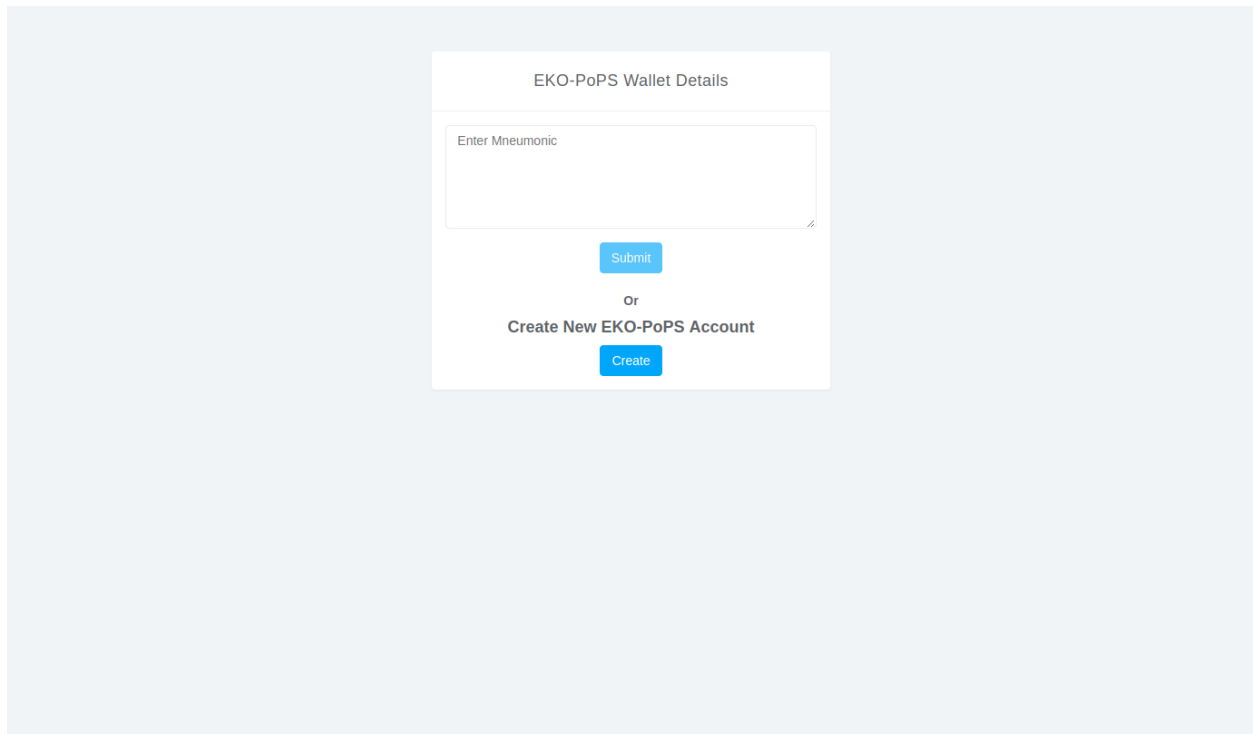 EKO-PoPS Wallet Details
Enter Mneumonic
Submit
Or
Create New EKO-PoPS Account
Create